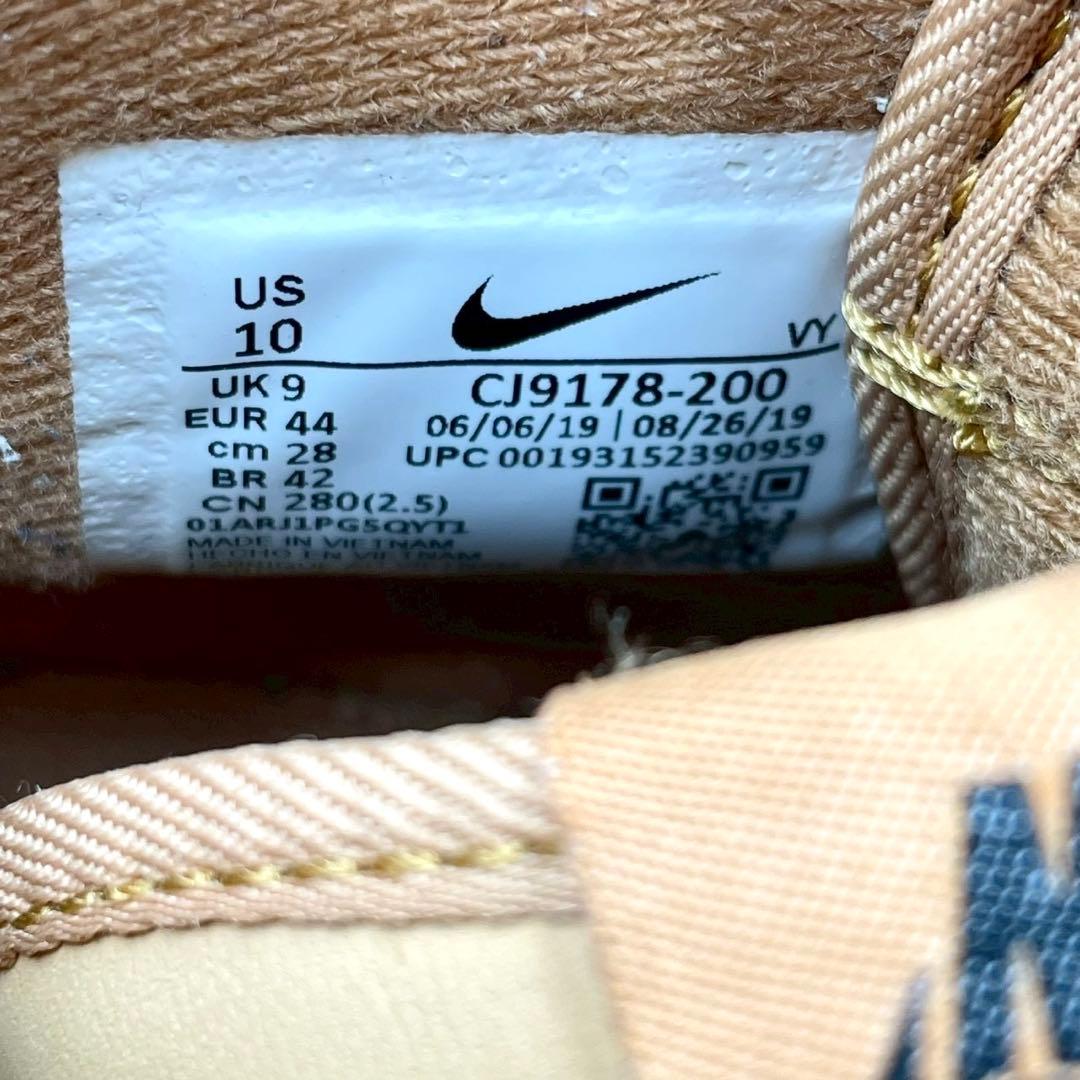 US
10
VY
UK 9
CJ9178-200
EUR 44
06/06/19 | 08/26/19
cm 28
UPC 00193152390959
BR 42
CN 280(2.5)
01ARJ1PG5QYT1
MADE IN VIETNAM
HECHO EN VIETNAM